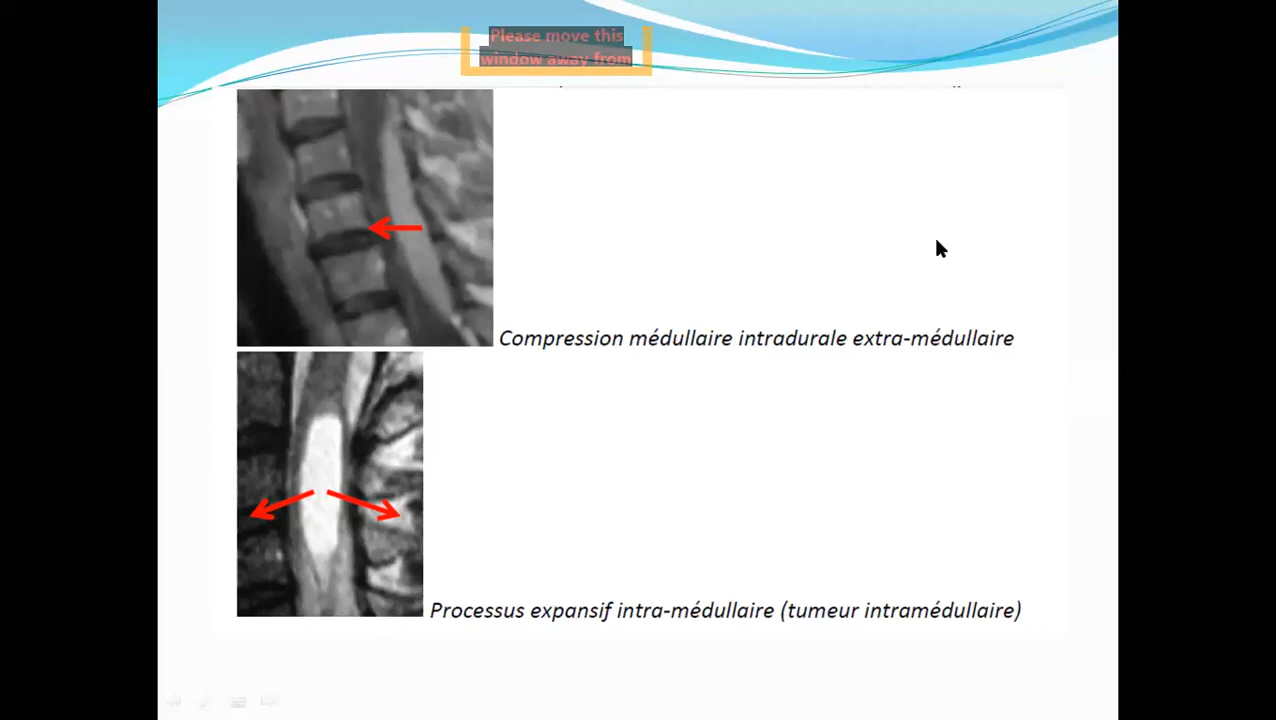 Please move this
window away from
Compression médullaire intradurale extra-médullaire
Processus expansif intra-médullaire (tumeur intramédullaire)